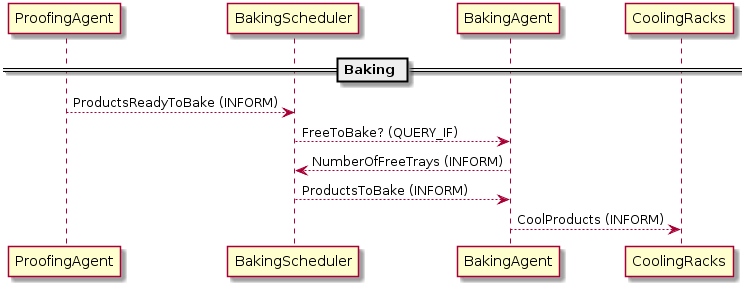 ProofingAgent BakingScheduler BakingAgent CoolingRacks
Baking
ProductsReadyToBake (INFORM)
FreeToBake? (QUERY_IF)
NumberOfFreeTrays (INFORM)
ProductsToBake (INFORM)
CoolProducts (INFORM)
ProofingAgent BakingScheduler BakingAgent CoolingRacks